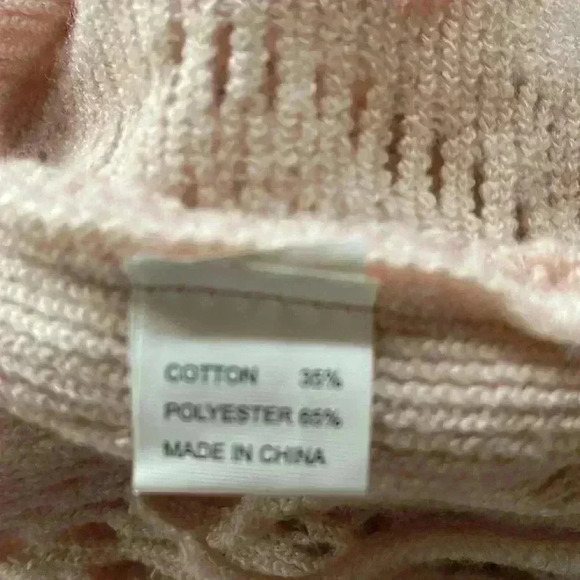 COTTON 35%
POLYESTER 65%
MADE IN CHINA